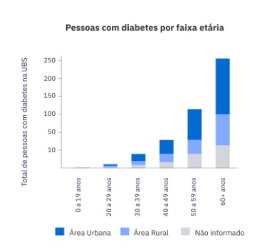 Pessoas com diabetes por faixa etária
Total de pessoas com diabetes na UBS
250
200
150
100
50
10
0 a 19 anos
20 a 29 anos
30 a 39 anos
40 a 49 anos
50 a 59 anos
60+ anos
Área Urbana
Área Rural
Não informado